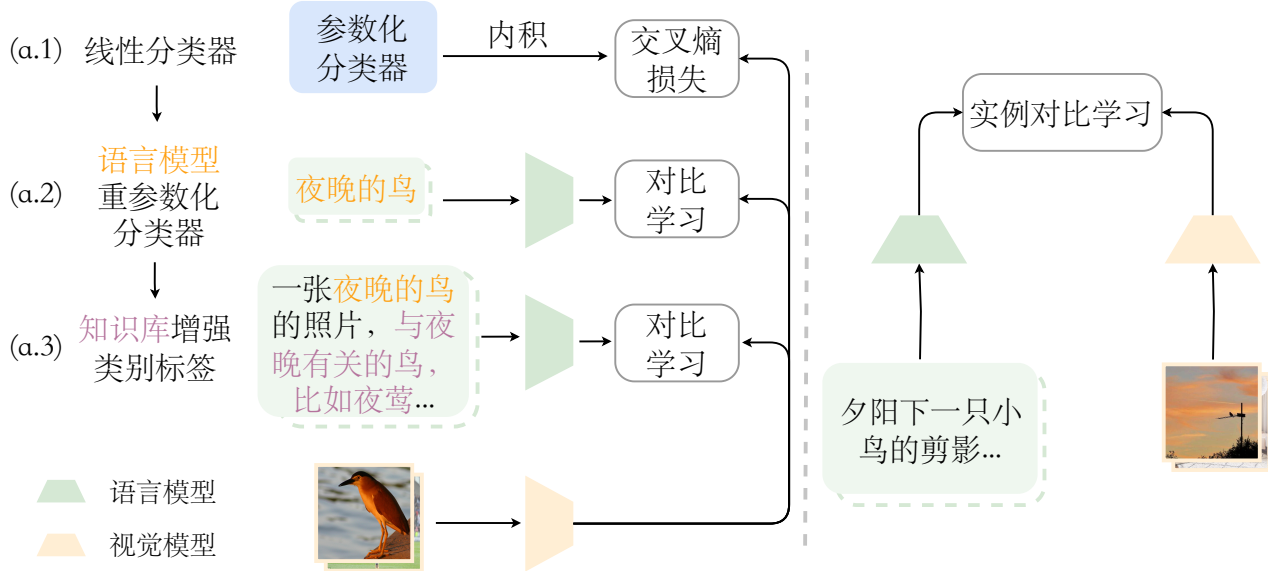 (a.1)
线性分类器
参数化
分类器
内积
交叉熵
损失
(a.2)
语言模型
重参数化
分类器
夜晚的鸟
对比
学习
(a.3)
知识库增强
类别标签
一张夜晚的鸟
的照片，与夜
晚有关的鸟，
比如夜莺...
对比
学习
语言模型
视觉模型
实例对比学习
夕阳下一只小
鸟的剪影...